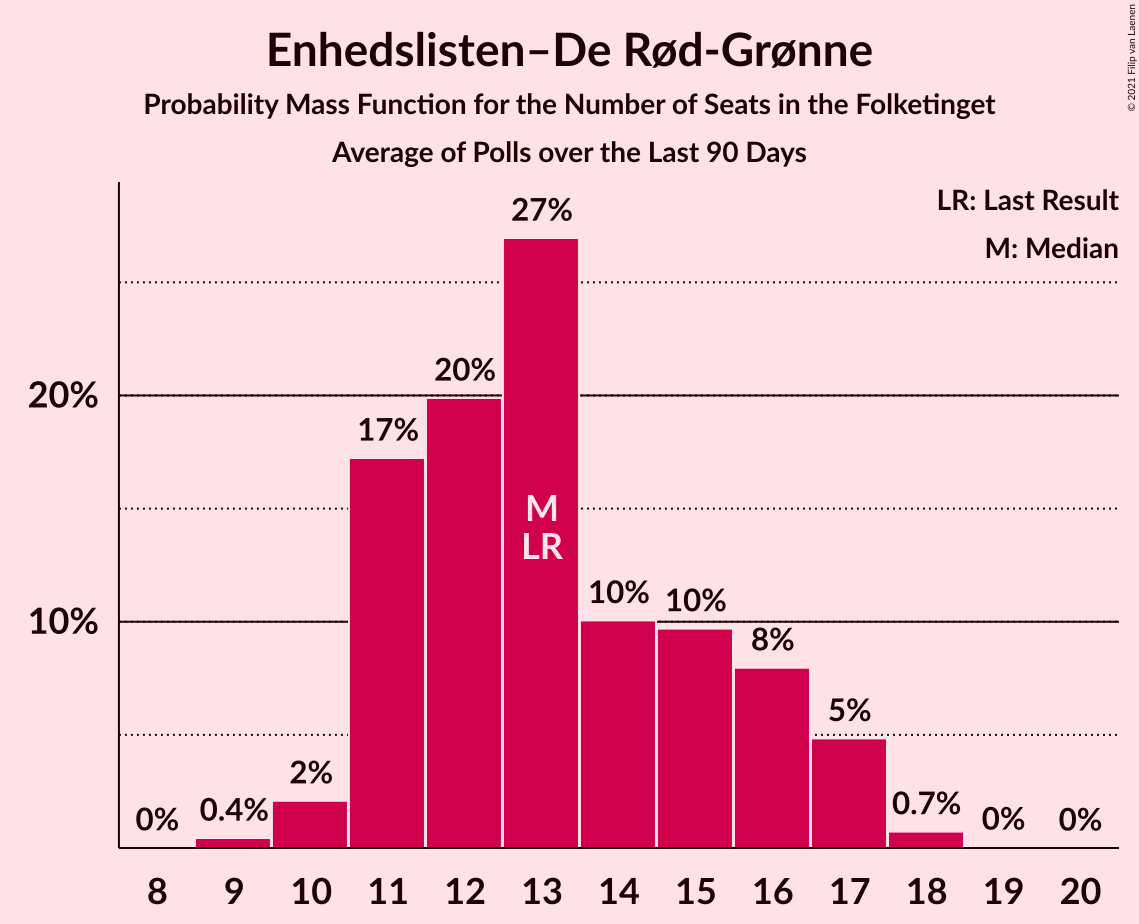 Enhedslisten–De Rød-Grønne
Probability Mass Function for the Number of Seats in the Folketinget
Average of Polls over the Last 90 Days
© 2021 Filip van Laenen
LR: Last Result
M: Median
27%
20%
20%
17%
M
LR
10%
10%
10%
8%
5%
2%
0%
0.4%
0.7%
0%
0%
8 9 10 11 12 13 14 15 16 17 18 19 20